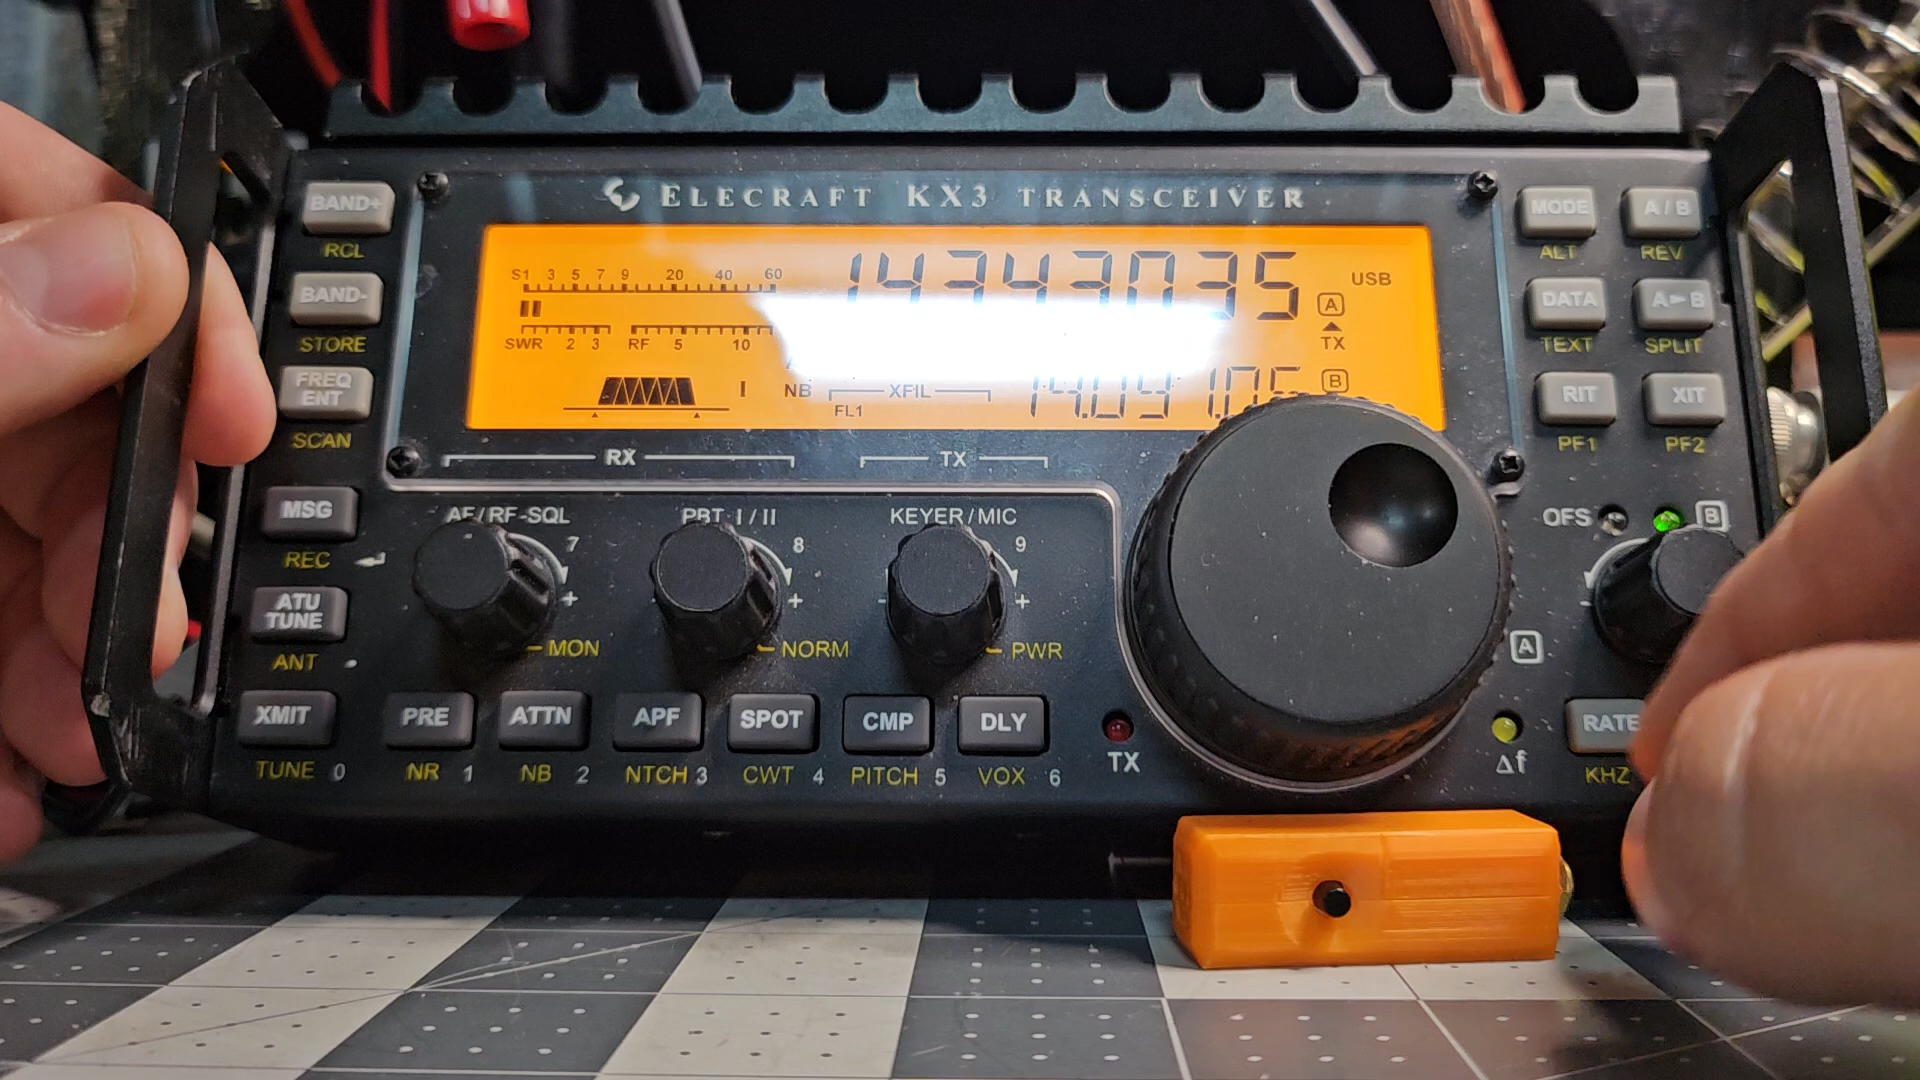 ELECRAFT KX3 TRANSCEIVER
BAND+
RCL
BAND-
STORE
FREQ
ENT
SCAN
MSG
REC
ATU
TUNE
ANT
XMIT
TUNE 0
S1 3 5 7 9 20 40 60
SWR 2 3 RF 5 10
I NB XFIL
FL1
14343035
USB
A
TX
B
MODE
ALT
A / B
REV
DATA
TEXT
A►B
SPLIT
RIT
PF1
XIT
PF2
RX
TX
AF/RF-SQL
7
+
MON
PBT I / II
8
+
NORM
KEYER/MIC
9
- +
PWR
OFS
B
-
A
PRE
NR 1
ATTN
NB 2
APF
NTCH 3
SPOT
CWT 4
CMP
PITCH 5
DLY
VOX 6
TX
Δf
RATE
KHZ